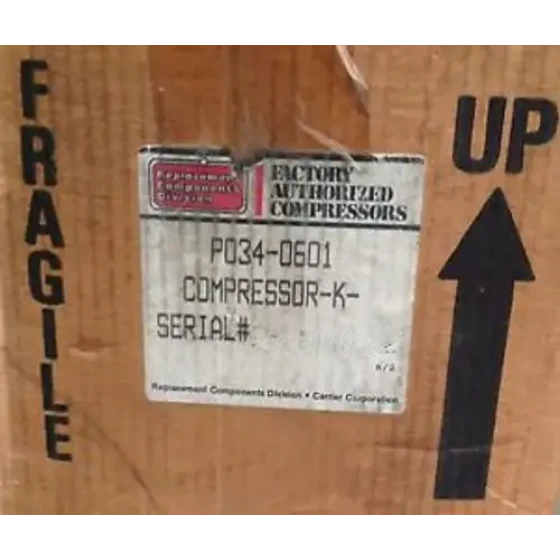 FRAGILE
UP
Replacement
Components
Division
FACTORY
AUTHORIZED
COMPRESSORS
P034-0601
COMPRESSOR-K-
SERIAL#
Replacement Components Division • Carrier Corporation